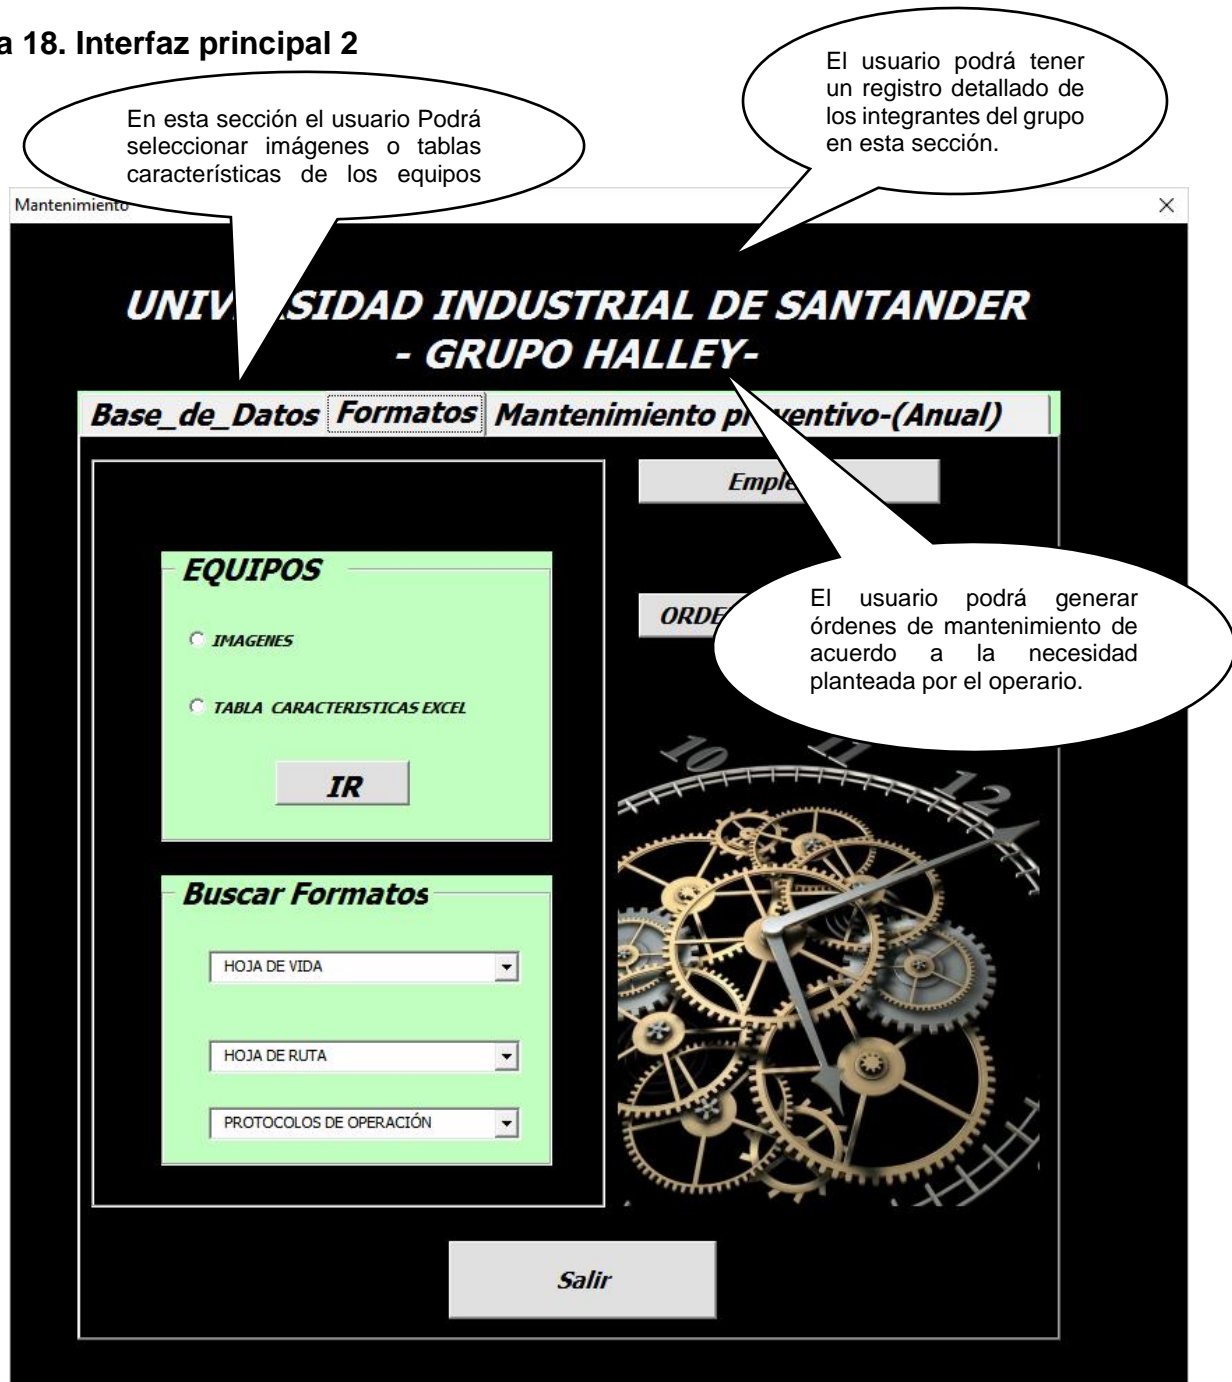 a 18. Interfaz principal 2
El usuario podrá tener
un registro detallado de
los integrantes del grupo
en esta sección.
En esta sección el usuario Podrá
seleccionar imágenes o tablas
características de los equipos
Mantenimiento
UNIV SIDAD INDUSTRIAL DE SANTANDER
- GRUPO HALLEY-
Base_de_Datos Formatos Mantenimiento preventivo-(Anual)
Emple
EQUIPOS
IMAGENES
TABLA CARACTERISTICAS EXCEL
IR
ORDE
El usuario podrá generar
órdenes de mantenimiento de
acuerdo a la necesidad
planteada por el operario.
10 11 12
Buscar Formatos
HOJA DE VIDA
HOJA DE RUTA
PROTOCOLOS DE OPERACIÓN
Salir